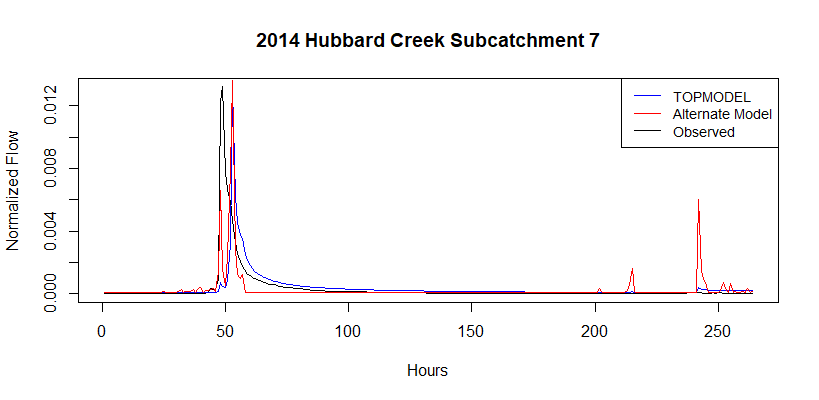 2014 Hubbard Creek Subcatchment 7
TOPMODEL
Alternate Model
Observed
Normalized Flow
0.012
0.008
0.004
0.000
0 50 100 150 200 250
Hours